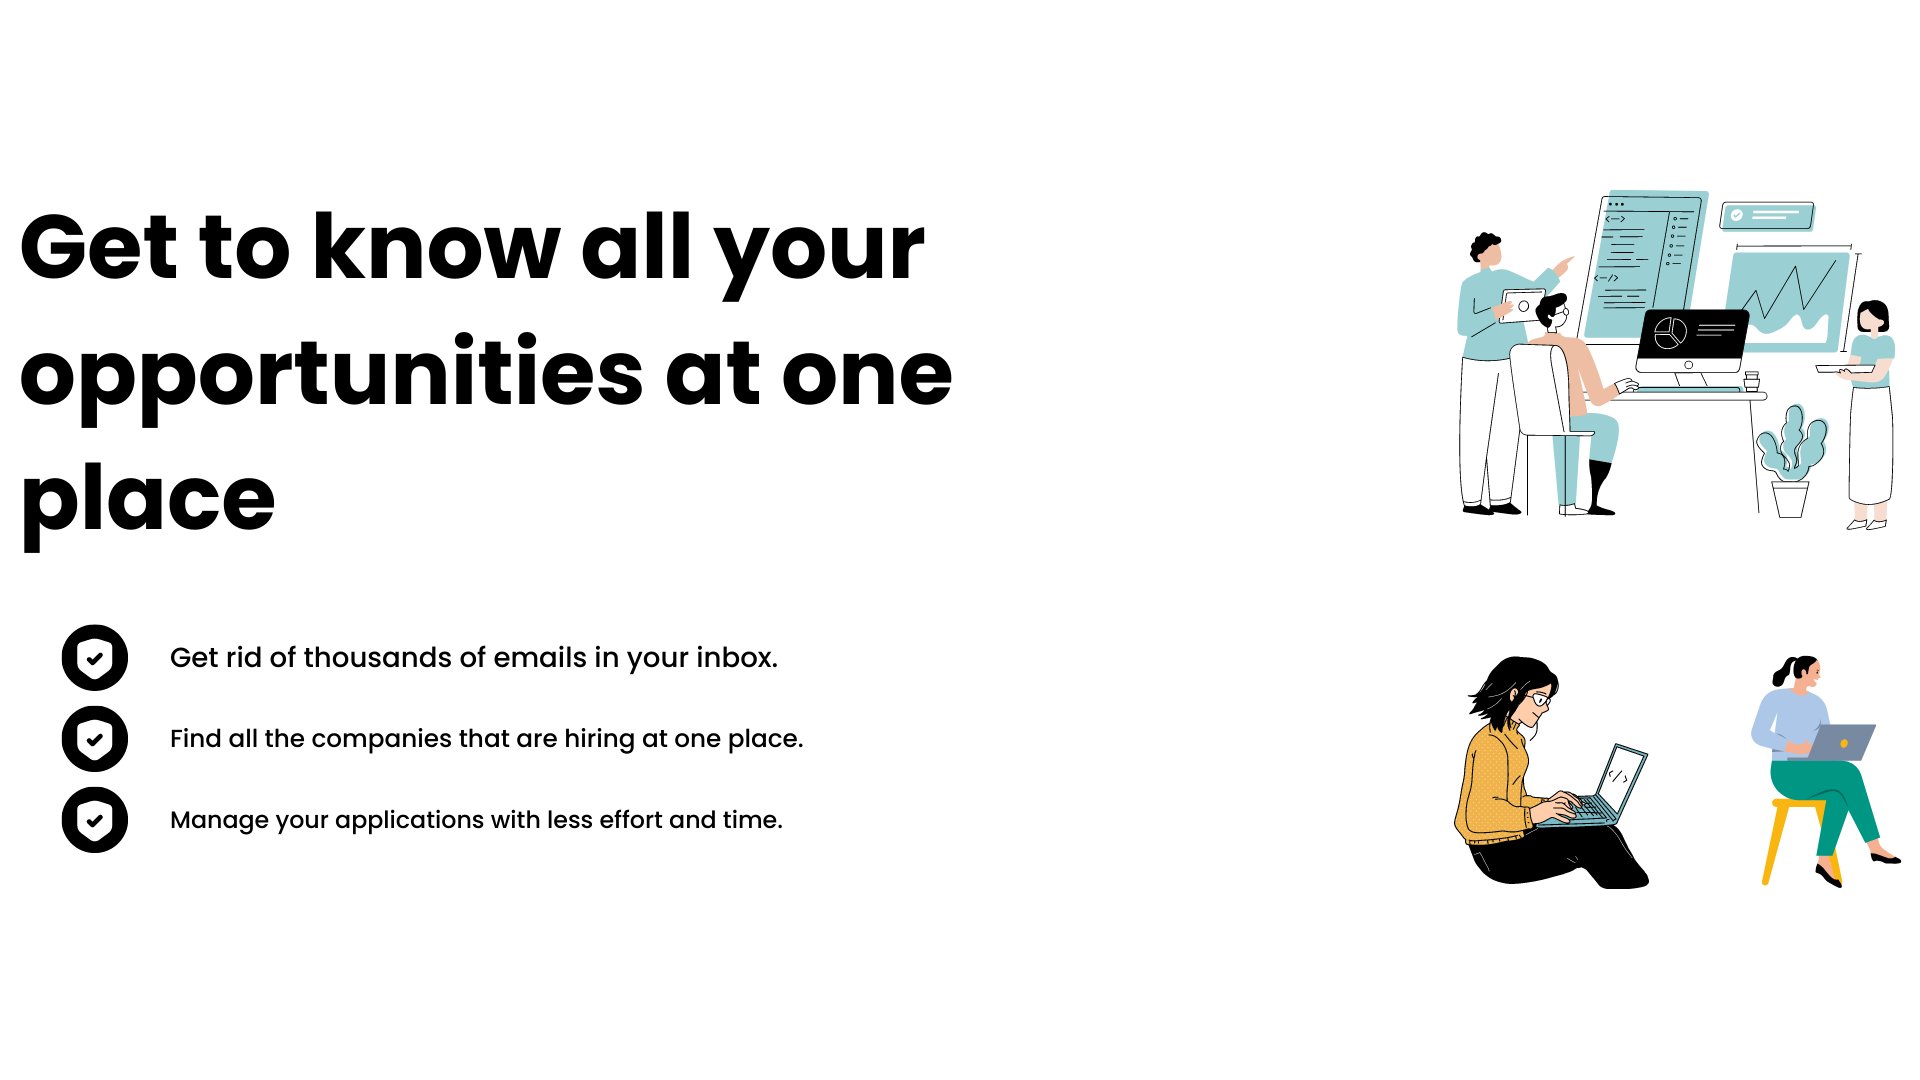 Get to know all your
opportunities at one
place
Get rid of thousands of emails in your inbox.
Find all the companies that are hiring at one place.
Manage your applications with less effort and time.